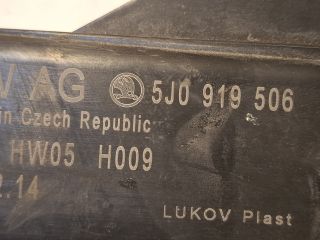 V AG 5J0 919 506
in Czech Republic
HW05 H009
2.14
LUKOV Plast